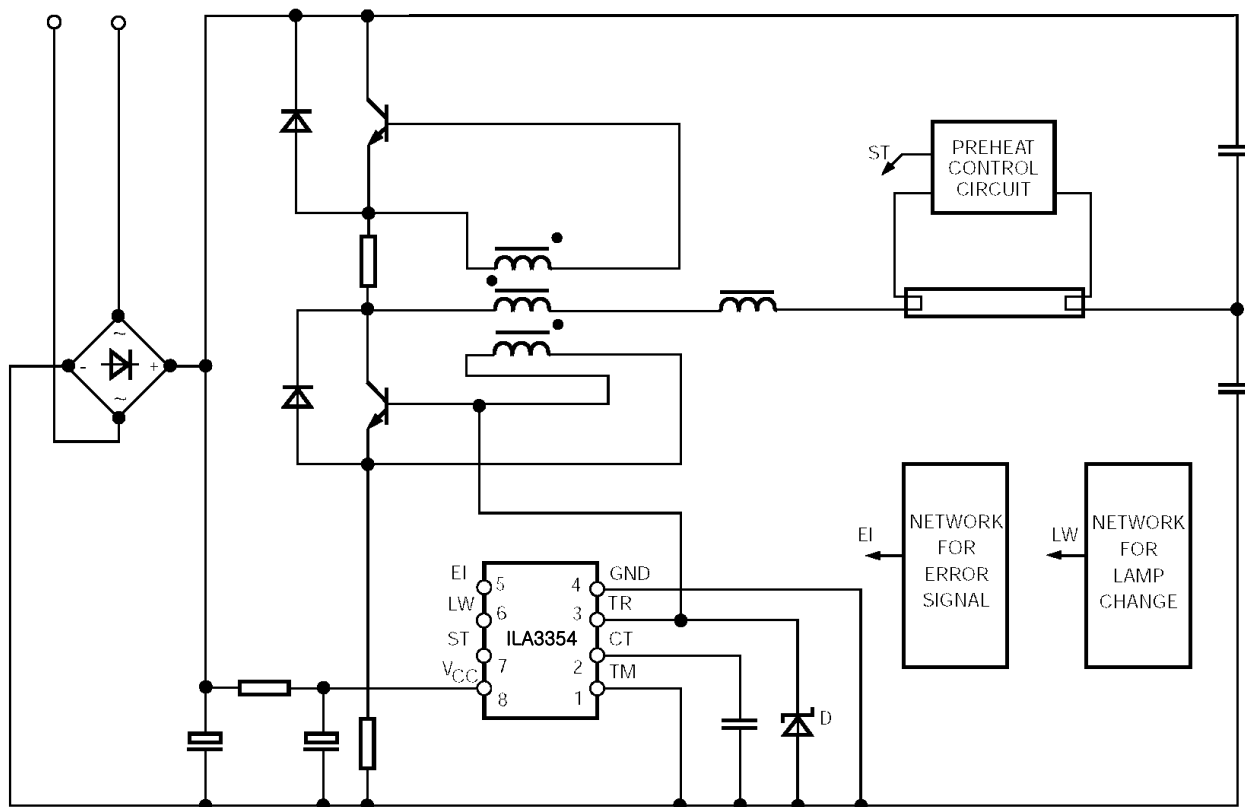 PREHEAT
CONTROL
CIRCUIT
ST
~
- +
~
EI
NETWORK
FOR
ERROR
SIGNAL
LW
NETWORK
FOR
LAMP
CHANGE
EI 5 4 GND
LW 6 3 TR
ILA3354
ST 7 2 CT
VCC 8 1 TM
D